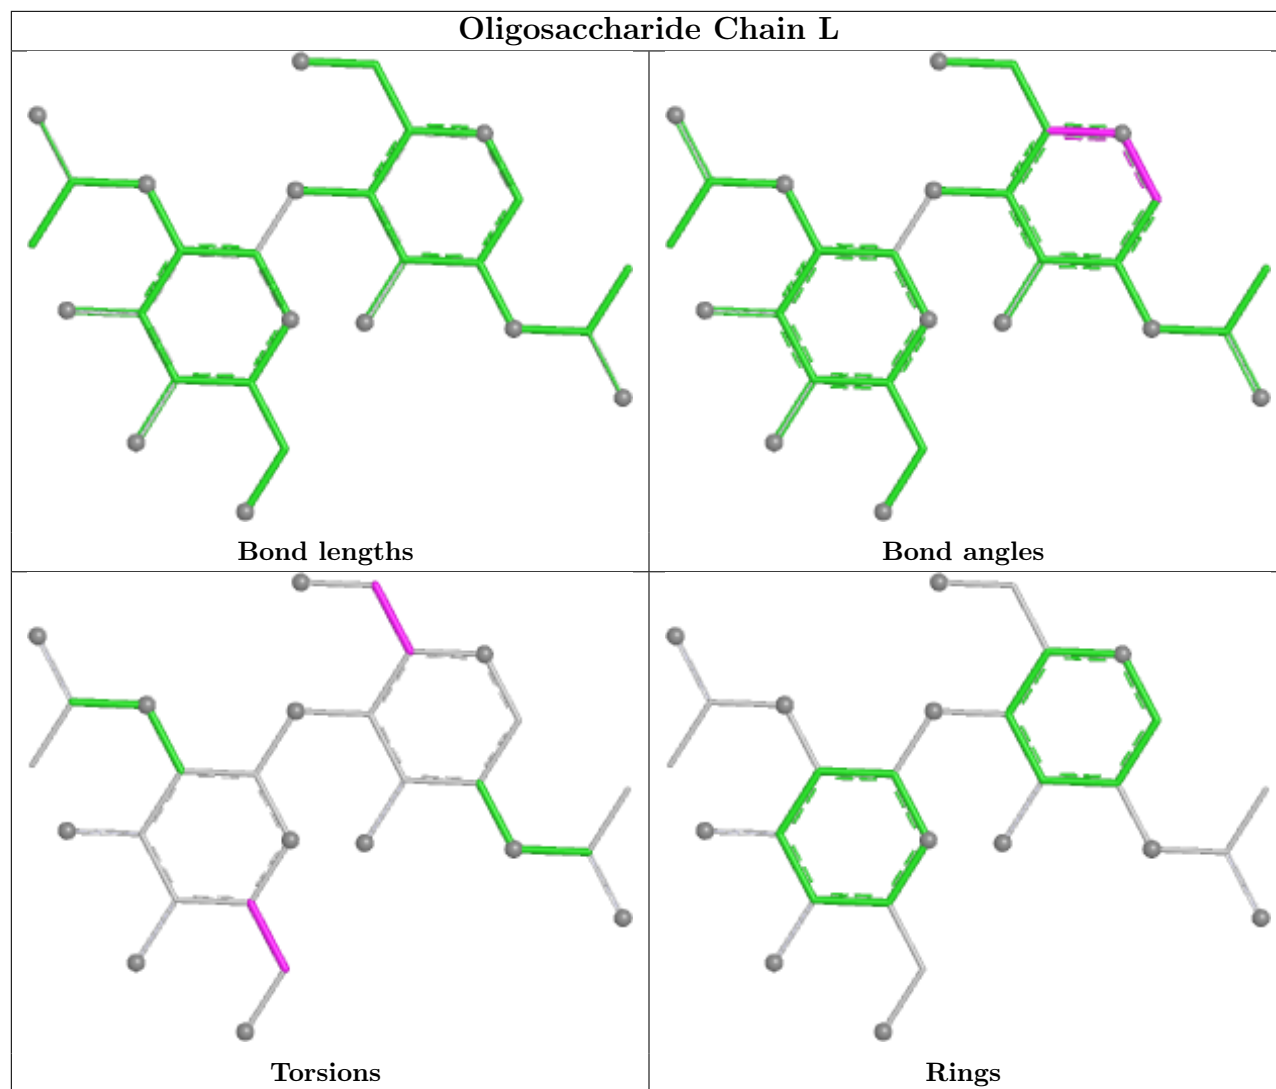 Oligosaccharide Chain L
Bond lengths
Bond angles
Torsions
Rings